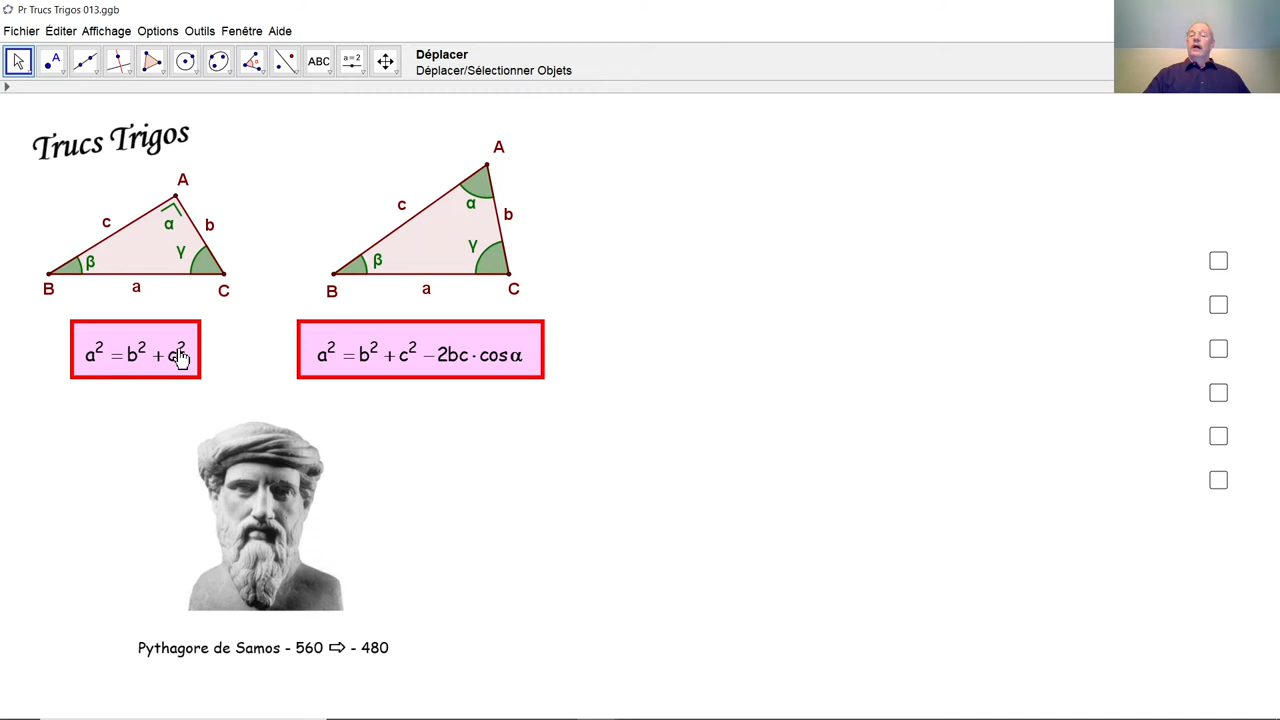 Pr Trucs Trigos 013.ggb
Fichier Éditer Affichage Options Outils Fenêtre Aide
A ABC a=2 Déplacer
Déplacer/Sélectionner Objets
Trucs Trigos
A
c
α
b
β
γ
B
a
C
A
c
α
b
β
γ
B
a
C
a² = b² + c²
a² = b² + c² − 2bc · cos α
Pythagore de Samos - 560 ⇨ - 480